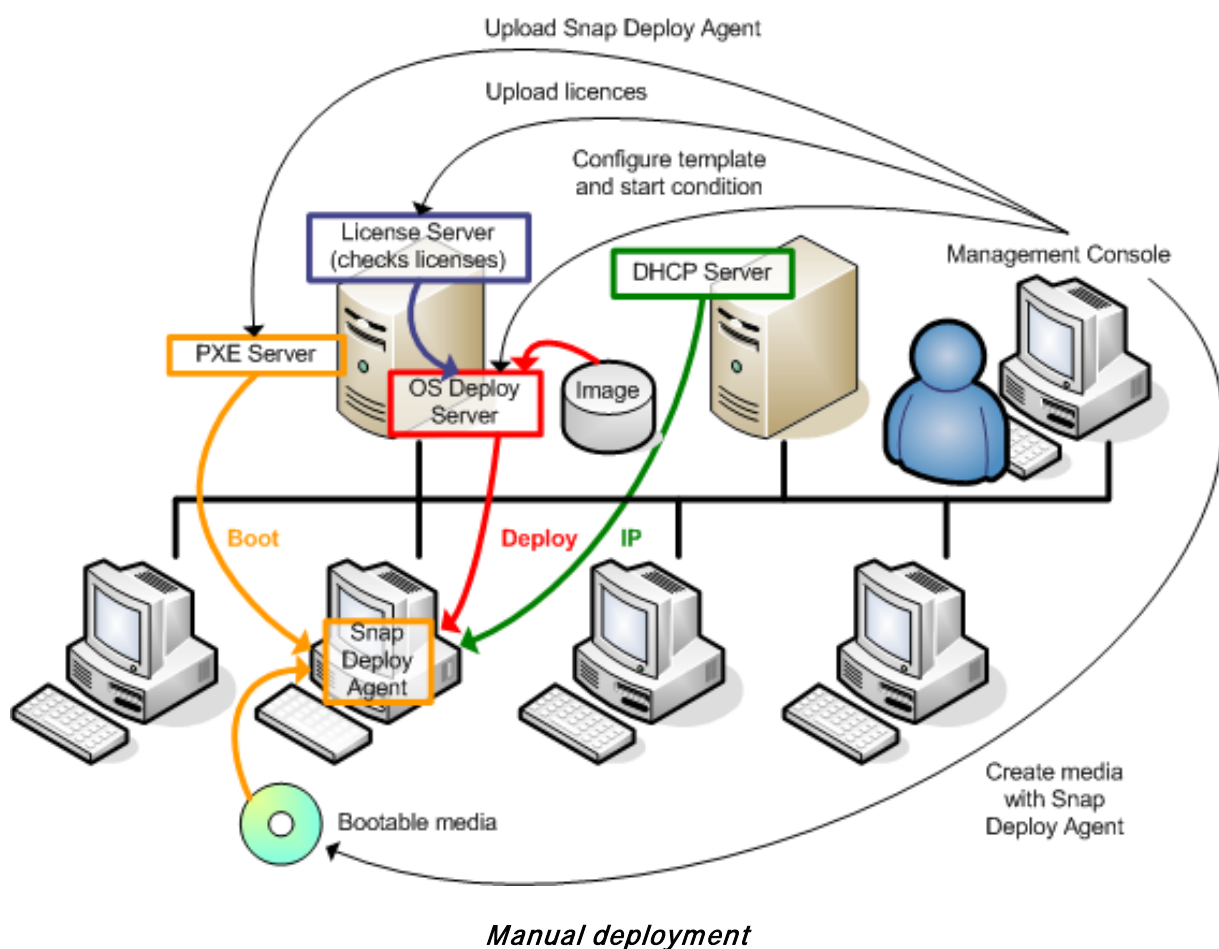 Upload Snap Deploy Agent
Upload licences
Configure template
and start condition
License Server
(checks licenses)
DHCP Server
Management Console
PXE Server
OS Deploy
Server
Image
Boot
Deploy
IP
Snap
Deploy
Agent
Bootable media
Create media
with Snap
Deploy Agent
Manual deployment